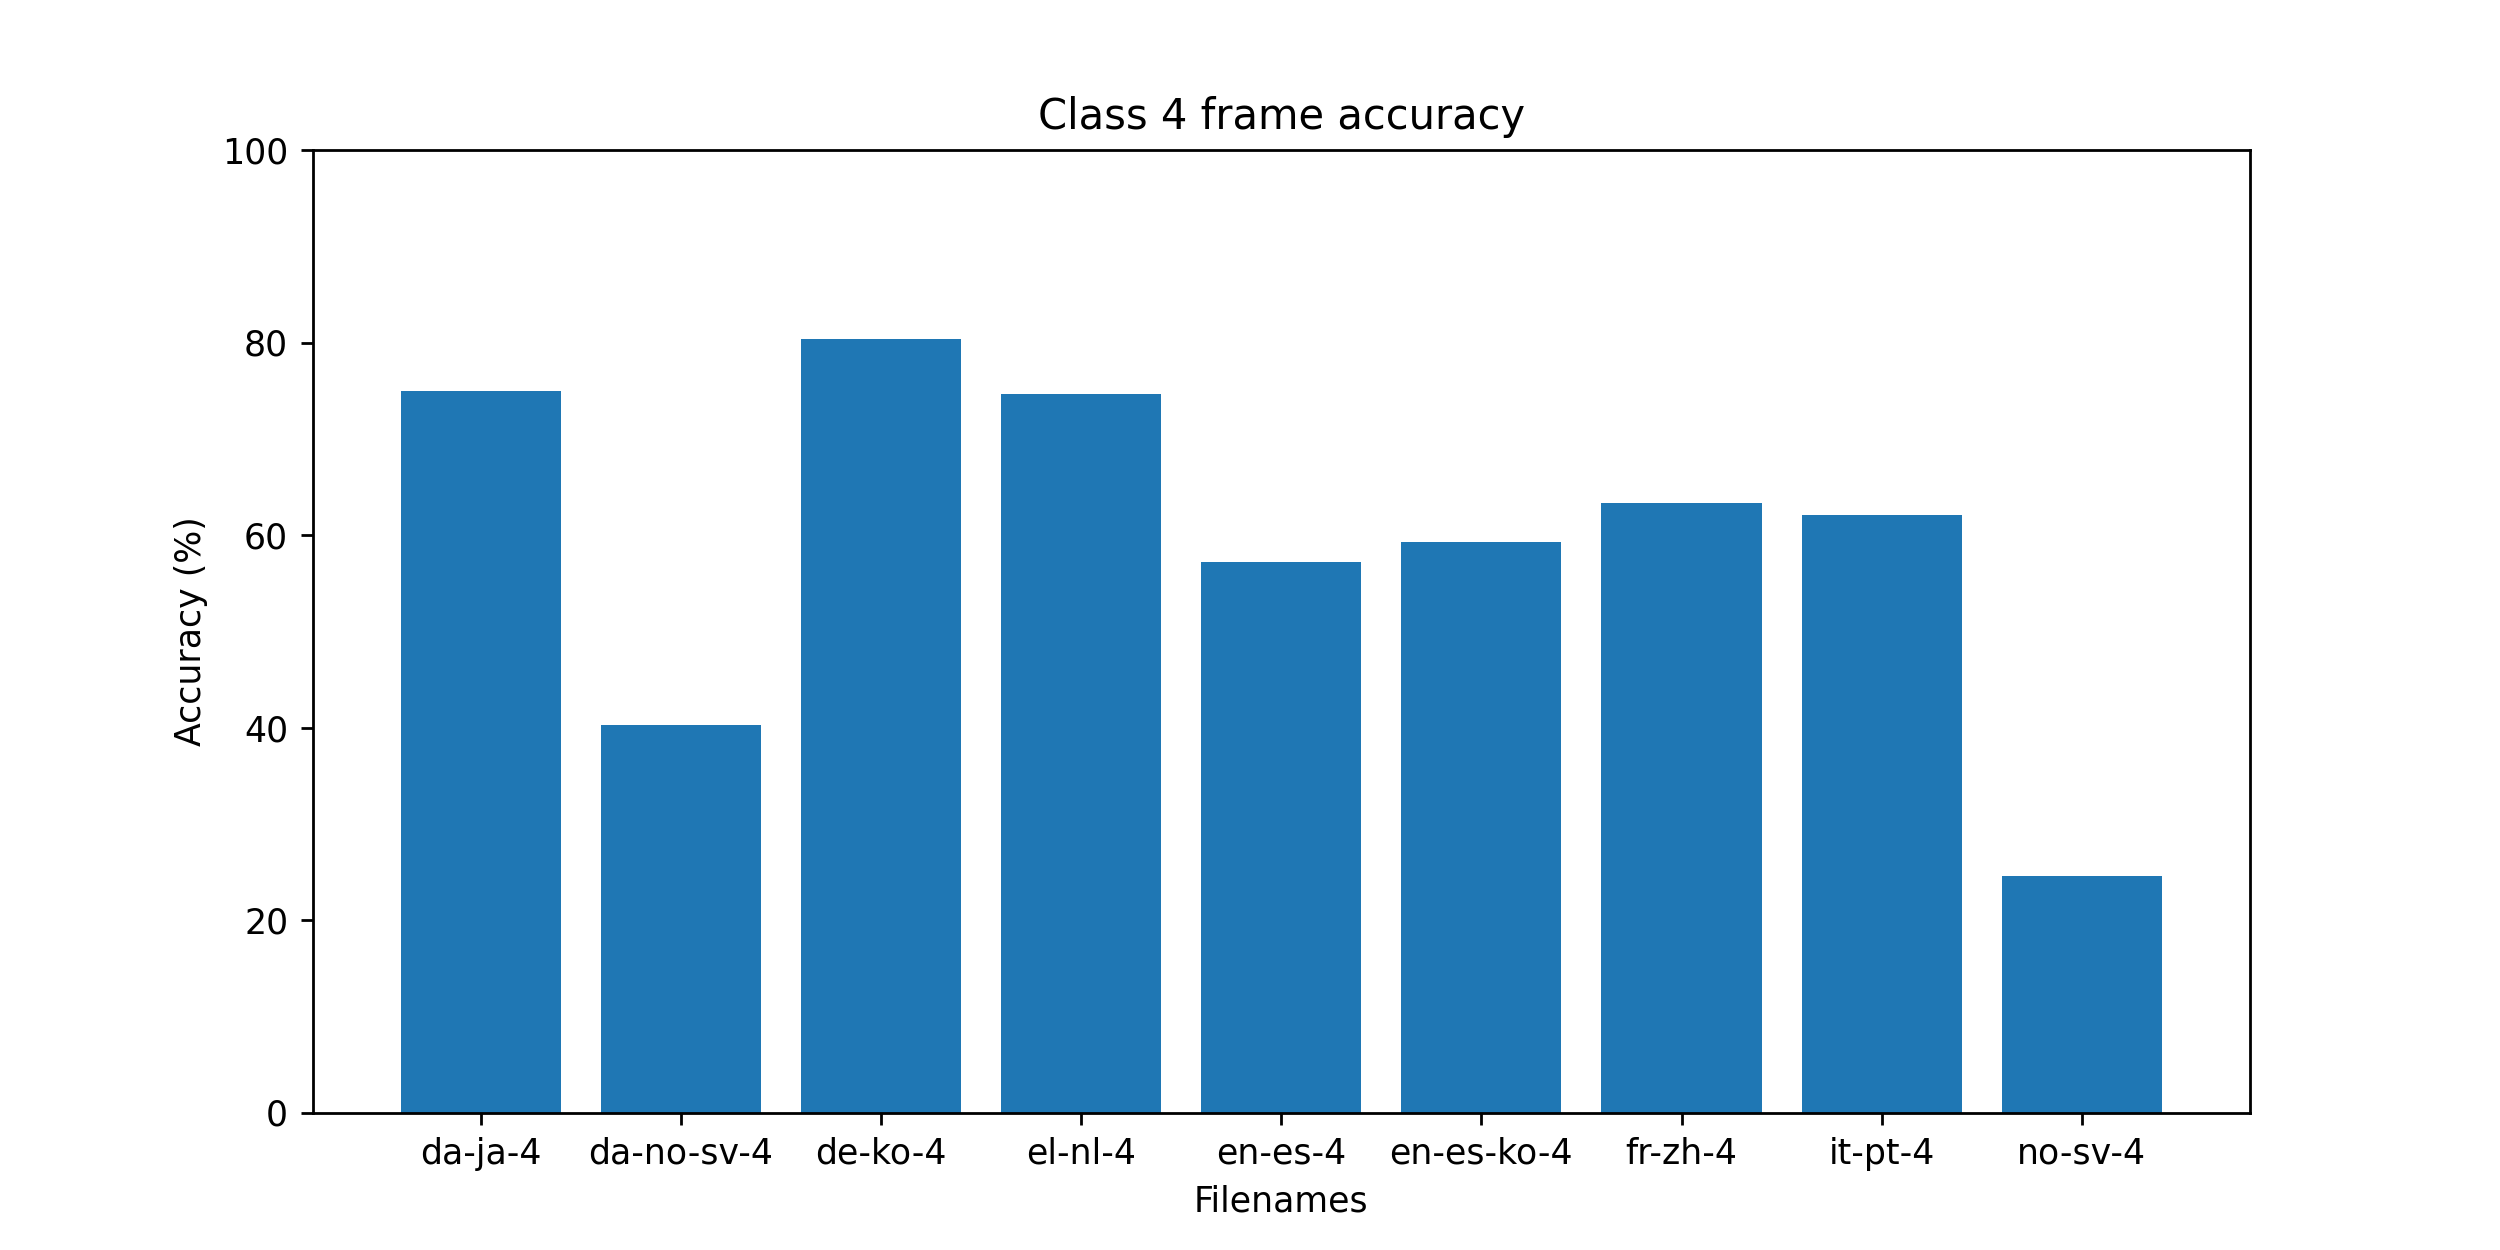 Class 4 frame accuracy
100
80
60
40
20
0
Accuracy (%)
da-ja-4 da-no-sv-4 de-ko-4 el-nl-4 en-es-4 en-es-ko-4 fr-zh-4 it-pt-4 no-sv-4
Filenames